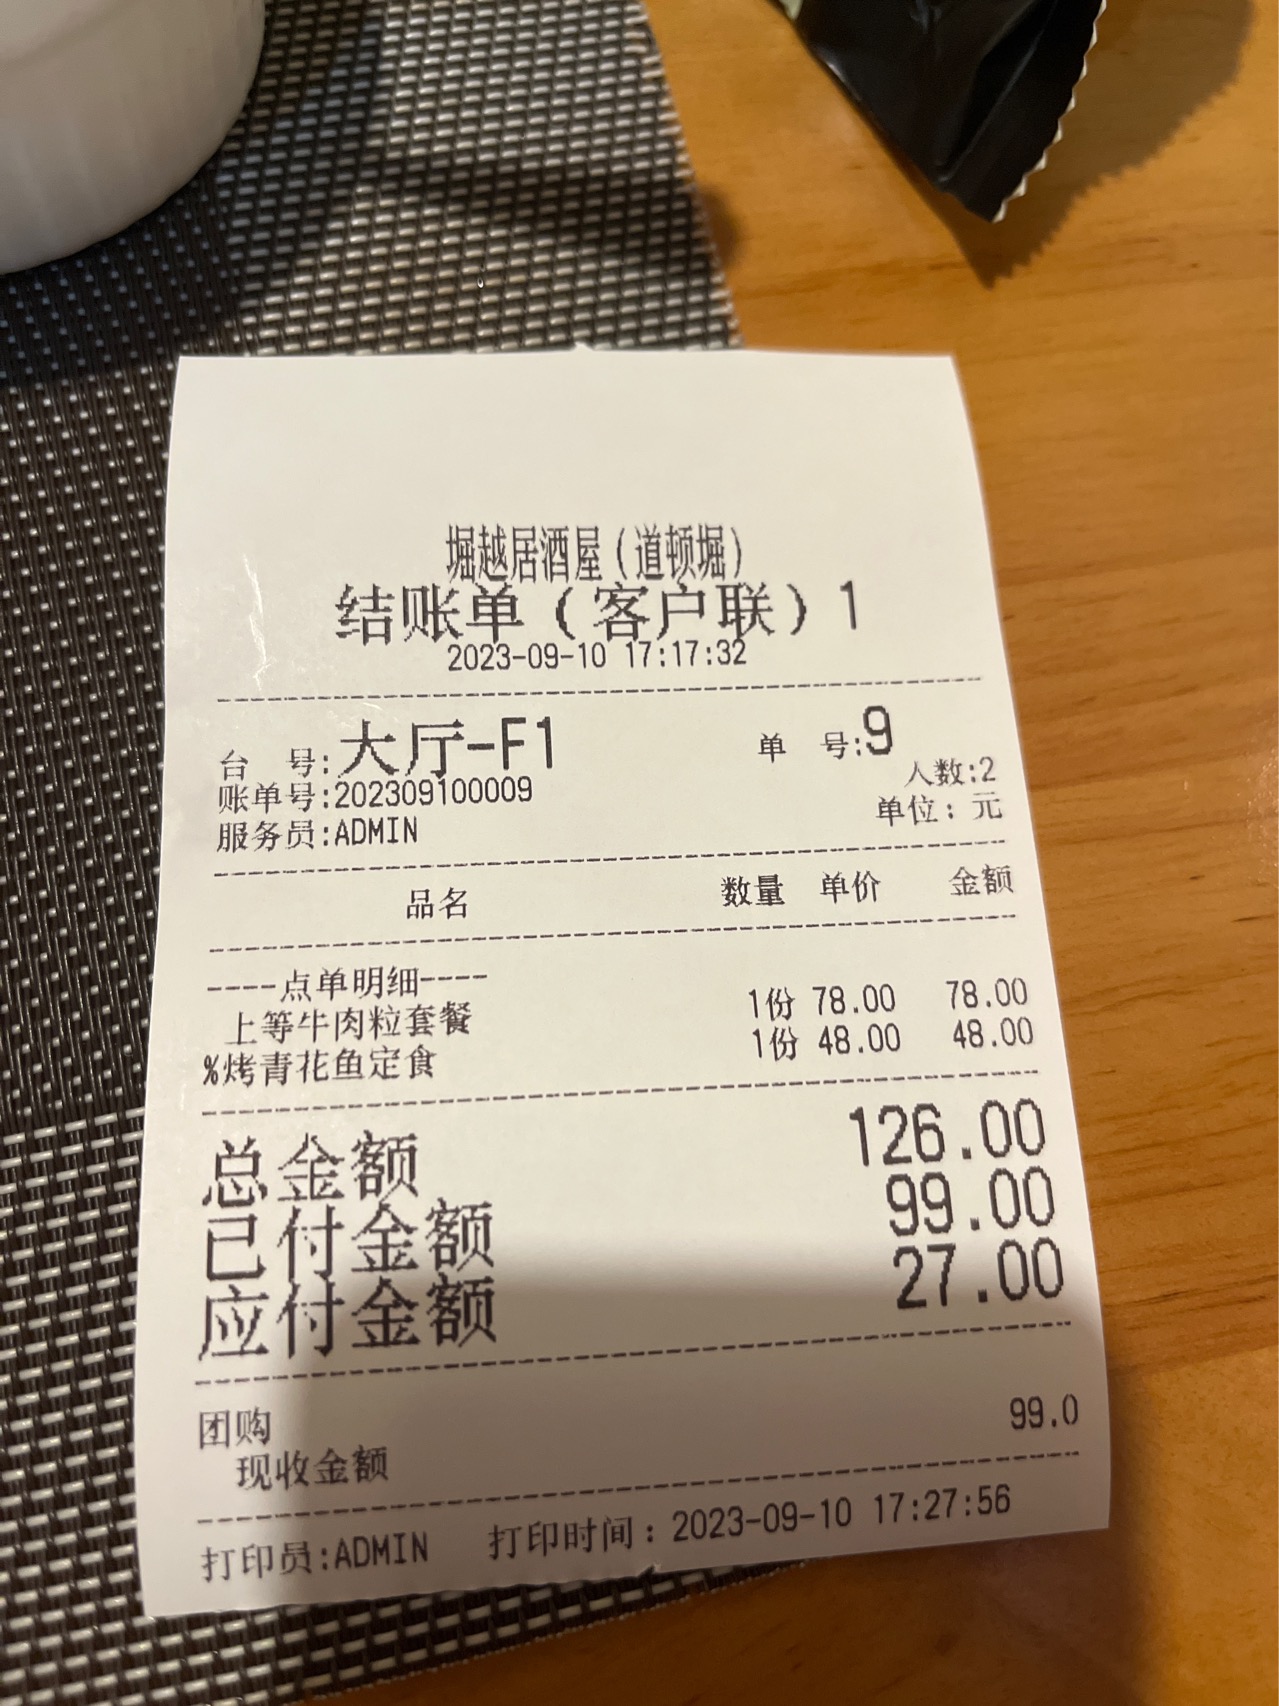 堀越居酒屋(道顿堀)
结账单(客户联)1
2023-09-10 17:17:32
台 号:大厅-F1 单 号:9
账单号:202309100009 人数:2
服务员:ADMIN 单位: 元
品名 数量 单价 金额
----点单明细----
上等牛肉粒套餐 1份 78.00 78.00
%烤青花鱼定食 1份 48.00 48.00
总金额 126.00
已付金额 99.00
应付金额 27.00
团购 99.0
现收金额
打印员:ADMIN 打印时间: 2023-09-10 17:27:56